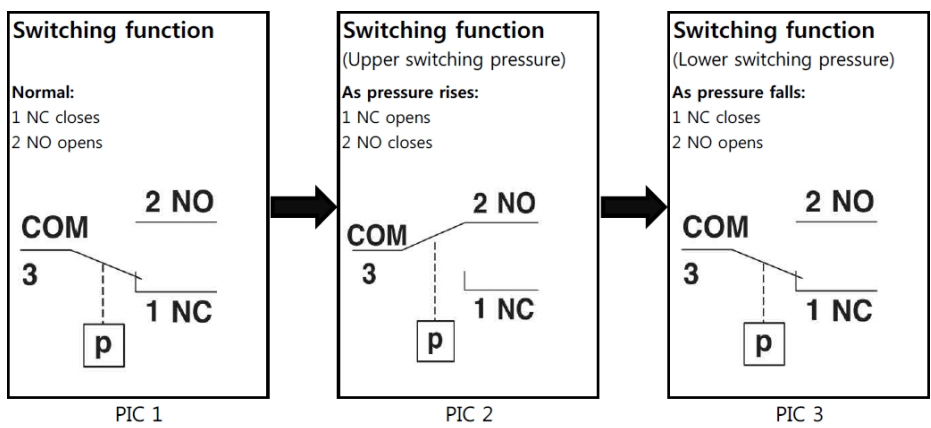 Switching function
Normal:
1 NC closes
2 NO opens
2 NO
COM
3
1 NC
p
PIC 1
Switching function
(Upper switching pressure)
As pressure rises:
1 NC opens
2 NO closes
2 NO
COM
3
1 NC
p
PIC 2
Switching function
(Lower switching pressure)
As pressure falls:
1 NC closes
2 NO opens
2 NO
COM
3
1 NC
p
PIC 3